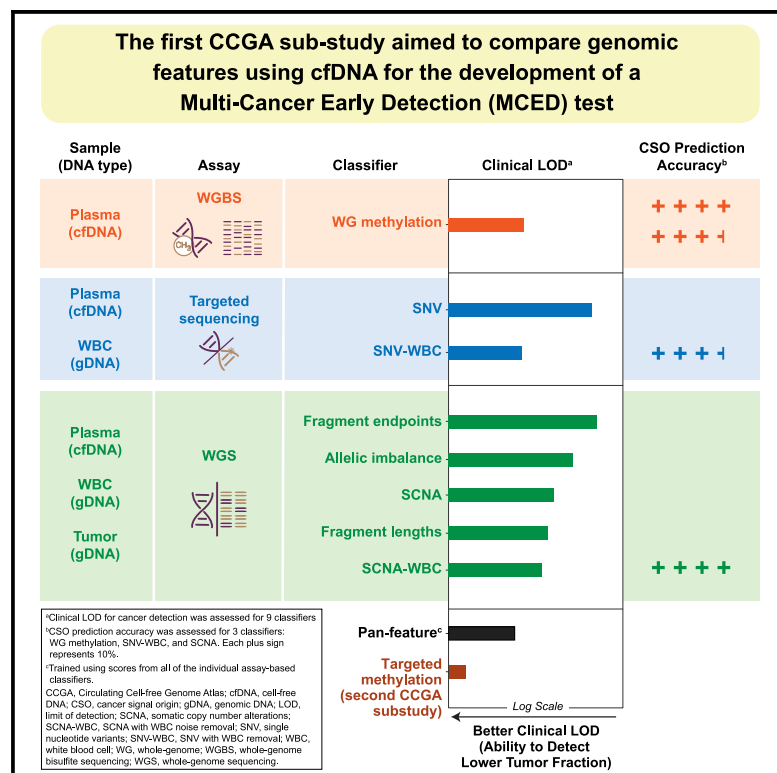 The first CCGA sub-study aimed to compare genomic
features using cfDNA for the development of a
Multi-Cancer Early Detection (MCED) test
Sample
(DNA type)
Assay
Classifier
Clinical LODᵃ
CSO Prediction
Accuracyᵇ
Plasma
(cfDNA)
WGBS
CH₃
WG methylation
++++
+++˧
Plasma
(cfDNA)
WBC
(gDNA)
Targeted
sequencing
SNV
SNV-WBC
+++˧
Plasma
(cfDNA)
WBC
(gDNA)
Tumor
(gDNA)
WGS
Fragment endpoints
Allelic imbalance
SCNA
Fragment lengths
SCNA-WBC
++++
Pan-featureᶜ
Targeted
methylation
(second CCGA
substudy)
Log Scale
Better Clinical LOD
(Ability to Detect
Lower Tumor Fraction)
ᵃClinical LOD for cancer detection was assessed for 9 classifiers
ᵇCSO prediction accuracy was assessed for 3 classifiers:
WG methylation, SNV-WBC, and SCNA. Each plus sign
represents 10%.
ᶜTrained using scores from all of the individual assay-based
classifiers.
CCGA, Circulating Cell-free Genome Atlas; cfDNA, cell-free
DNA; CSO, cancer signal origin; gDNA, genomic DNA; LOD,
limit of detection; SCNA, somatic copy number alterations;
SCNA-WBC, SCNA with WBC noise removal; SNV, single
nucleotide variants; SNV-WBC, SNV with WBC removal; WBC,
white blood cell; WG, whole-genome; WGBS, whole-genome
bisulfite sequencing; WGS, whole-genome sequencing.